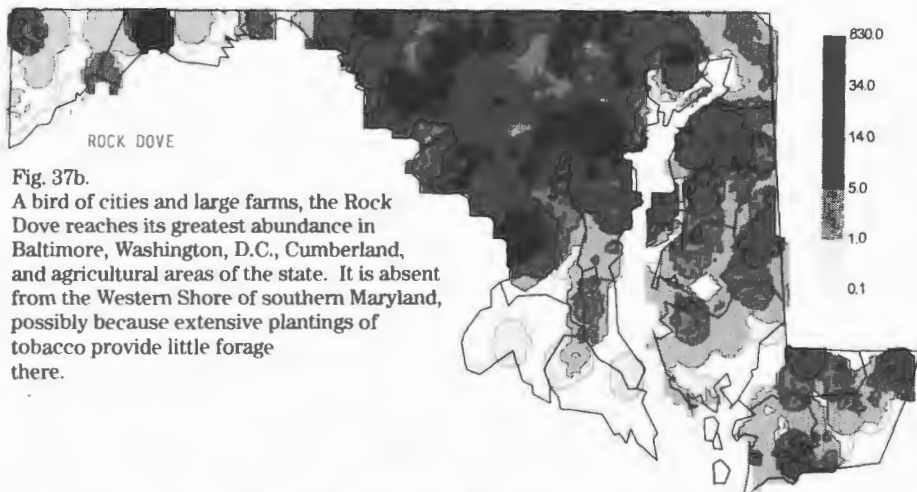 830.0
34.0
14.0
5.0
1.0
0.1
ROCK DOVE
Fig. 37b.
A bird of cities and large farms, the Rock
Dove reaches its greatest abundance in
Baltimore, Washington, D.C., Cumberland,
and agricultural areas of the state. It is absent
from the Western Shore of southern Maryland,
possibly because extensive plantings of
tobacco provide little forage
there.